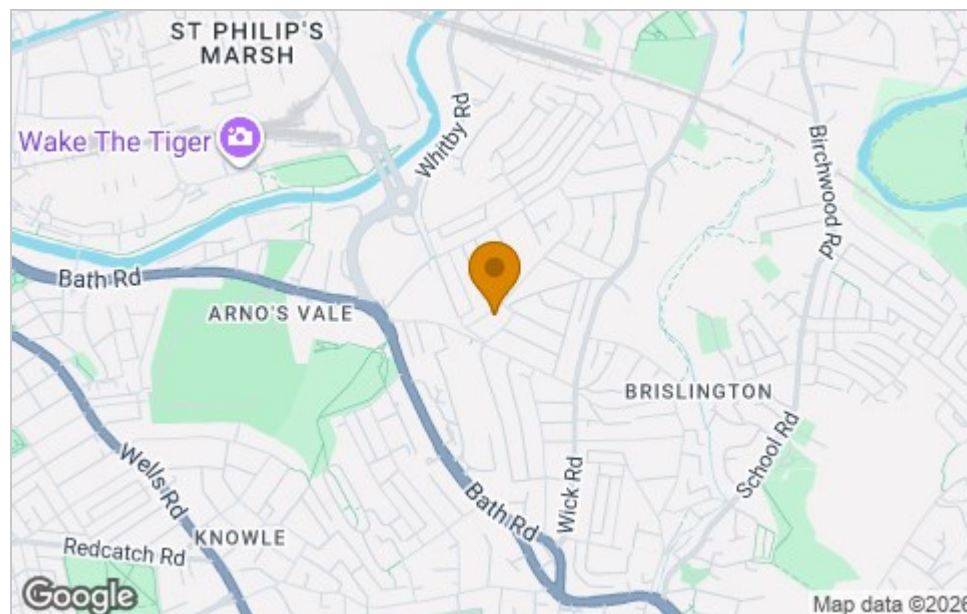 ST PHILIP'S
MARSH
Wake The Tiger
Whitby Rd
Birchwood Rd
Bath Rd
ARNO'S VALE
BRISLINGTON
School Rd
Wells Rd
Wick Rd
Bath Rd
KNOWLE
Redcatch Rd
Google
Map data ©2026